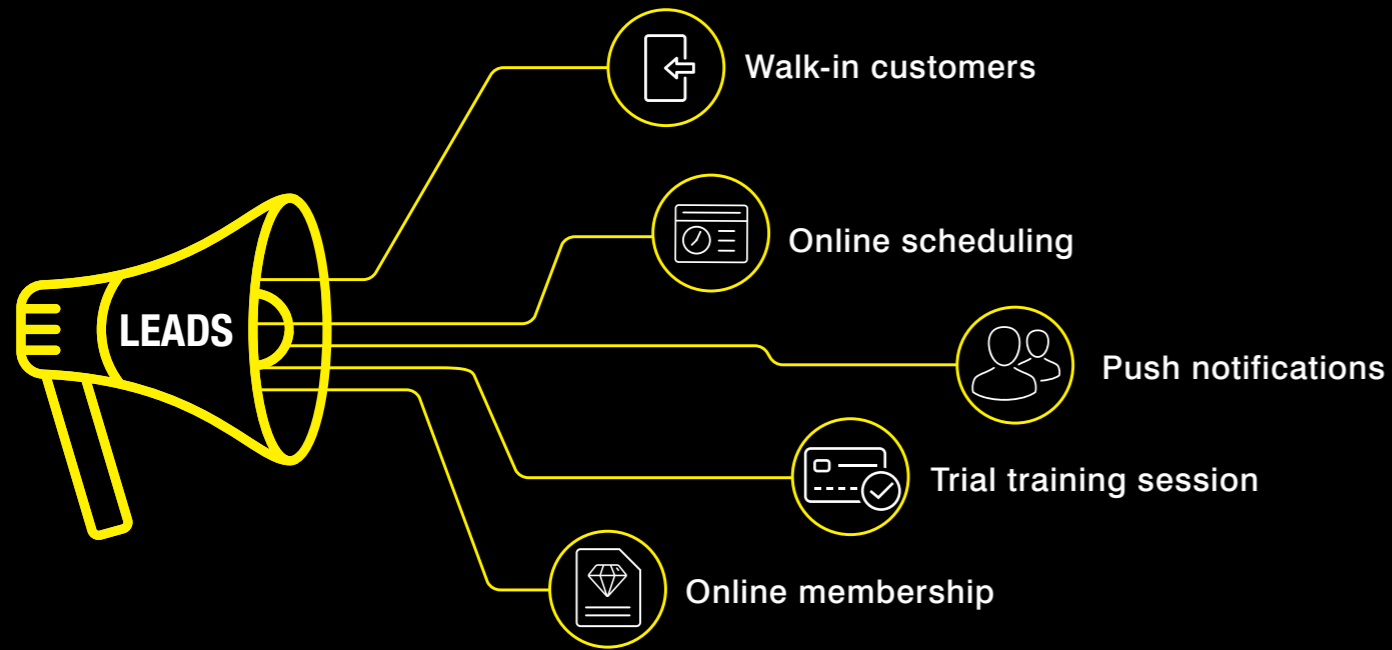 Walk-in customers
Online scheduling
LEADS
Push notifications
Trial training session
Online membership